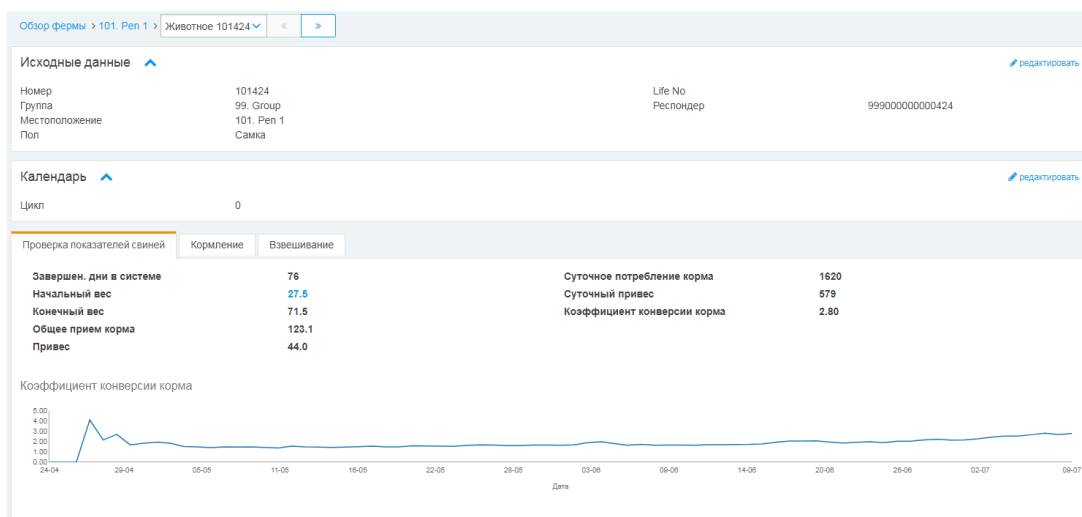 Обзор фермы > 101. Pen 1 > Животное 101424 « »
Исходные данные редактировать
Номер 101424 Life No
Группа 99. Group Респондер 999000000000424
Местоположение 101. Pen 1
Пол Самка
Календарь редактировать
Цикл 0
Проверка показателей свиней Кормление Взвешивание
Завершен. дни в системе 76 Суточное потребление корма 1620
Начальный вес 27.5 Суточный привес 579
Конечный вес 71.5 Коэффициент конверсии корма 2.80
Общее прием корма 123.1
Привес 44.0
Коэффициент конверсии корма
5.00
4.00
3.00
2.00
1.00
0.00
24-04 29-04 05-05 11-05 16-05 22-05 28-05 03-06 09-06 14-06 20-06 26-06 02-07 09-07
Дата